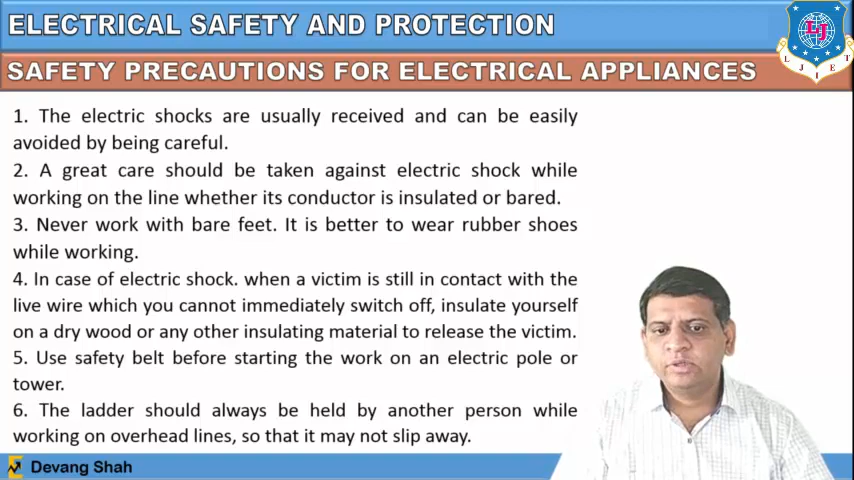 ELECTRICAL SAFETY AND PROTECTION
SAFETY PRECAUTIONS FOR ELECTRICAL APPLIANCES
LJ
L J I E T
1. The electric shocks are usually received and can be easily
avoided by being careful.
2. A great care should be taken against electric shock while
working on the line whether its conductor is insulated or bared.
3. Never work with bare feet. It is better to wear rubber shoes
while working.
4. In case of electric shock. when a victim is still in contact with the
live wire which you cannot immediately switch off, insulate yourself
on a dry wood or any other insulating material to release the victim.
5. Use safety belt before starting the work on an electric pole or
tower.
6. The ladder should always be held by another person while
working on overhead lines, so that it may not slip away.
Devang Shah